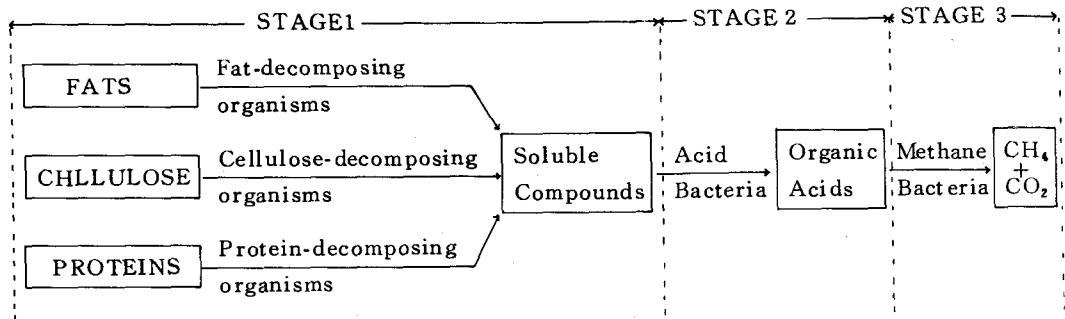 STAGE1
STAGE 2
STAGE 3
FATS
Fat-decomposing
organisms
CHLLULOSE
Cellulose-decomposing
organisms
PROTEINS
Protein-decomposing
organisms
Soluble
Compounds
Acid
Bacteria
Organic
Acids
Methane
Bacteria
CH₄
+
CO₂